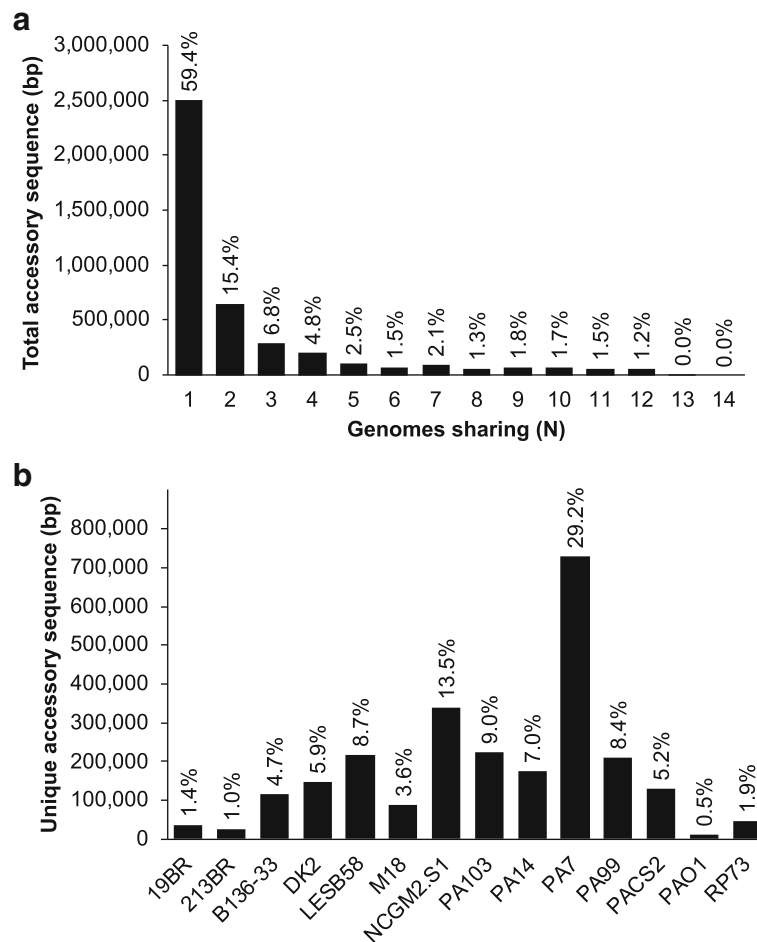 a
Total accessory sequence (bp)
3,000,000
2,500,000
2,000,000
1,500,000
1,000,000
500,000
0
59.4%
15.4%
6.8%
4.8%
2.5%
1.5%
2.1%
1.3%
1.8%
1.7%
1.5%
1.2%
0.0%
0.0%
1 2 3 4 5 6 7 8 9 10 11 12 13 14
Genomes sharing (N)
b
Unique accessory sequence (bp)
800,000
700,000
600,000
500,000
400,000
300,000
200,000
100,000
0
1.4%
1.0%
4.7%
5.9%
8.7%
3.6%
13.5%
9.0%
7.0%
29.2%
8.4%
5.2%
0.5%
1.9%
19BR
213BR
B136-33
DK2
LESB58
M18
NCGM2.S1
PA103
PA14
PA7
PA99
PACS2
PAO1
RP73